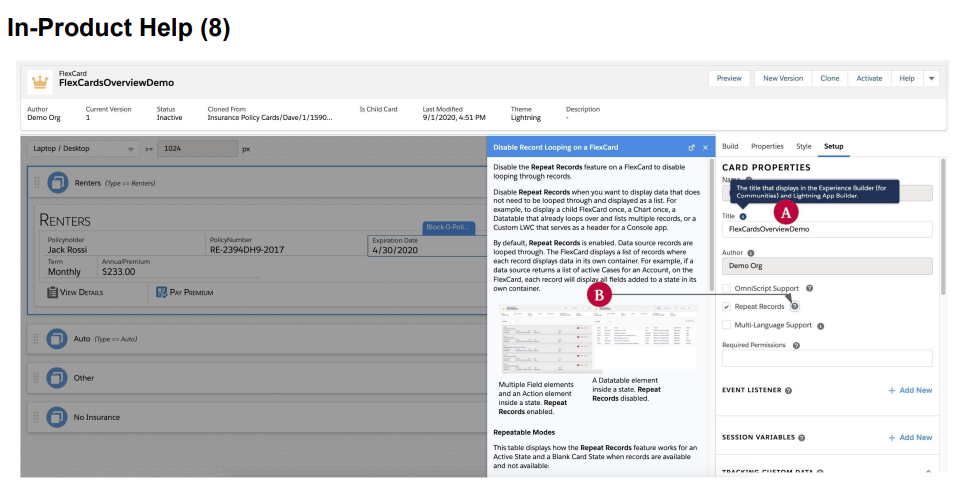 In-Product Help (8)
FlexCard
FlexCardsOverviewDemo
Preview
New Version
Clone
Activate
Help
Author
Demo Org
Current Version
1
Status
Inactive
Cloned From
Insurance Policy Cards/Dave/1/1590...
Is Child Card
Last Modified
9/1/2020, 4:51 PM
Theme
Lightning
Description
-
Laptop / Desktop
>=
1024
px
Renters (Type == Renters)
RENTERS
Block-0-Poli...
Policyholder
Jack Rossi
PolicyNumber
RE-2394DH9-2017
Expiration Date
4/30/2020
Term
Monthly
AnnualPremium
$233.00
VIEW DETAILS
PAY PREMIUM
Auto (Type == Auto)
Other
No Insurance
Disable Record Looping on a FlexCard
Disable the Repeat Records feature on a FlexCard to disable
looping through records.
Disable Repeat Records when you want to display data that does
not need to be looped through and displayed as a list. For
example, to display a child FlexCard once, a Chart once, a
Datatable that already loops over and lists multiple records, or a
Custom LWC that serves as a header for a Console app.
By default, Repeat Records is enabled. Data source records are
looped through. The FlexCard displays a list of records where
each record displays data in its own container. For example, if a
data source returns a list of active Cases for an Account, on the
FlexCard, each record will display all fields added to a state in its
own container.
B
Multiple Field elements
and an Action element
inside a state. Repeat
Records enabled.
A Datatable element
inside a state. Repeat
Records disabled.
Repeatable Modes
This table displays how the Repeat Records feature works for an
Active State and a Blank Card State when records are available
and not available:
Build
Properties
Style
Setup
CARD PROPERTIES
Name
The title that displays in the Experience Builder (for
Communities) and Lightning App Builder.
A
Title
FlexCardsOverviewDemo
Author
Demo Org
OmniScript Support
Repeat Records
Multi-Language Support
Required Permissions
EVENT LISTENER
+ Add New
SESSION VARIABLES
+ Add New
TRACKING CUSTOM DATA